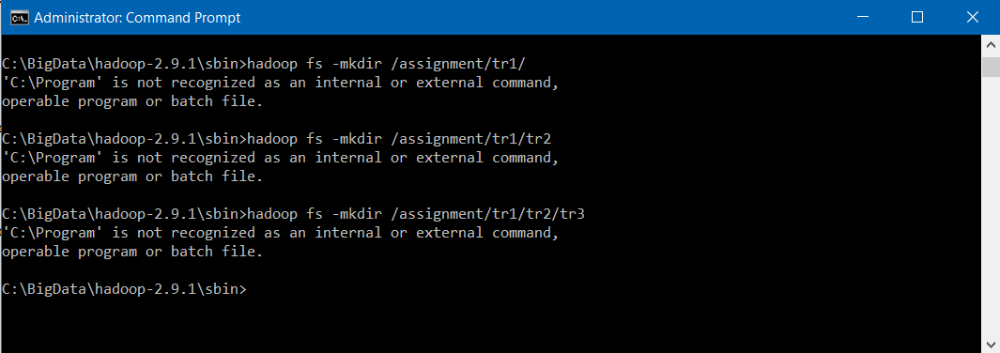 Administrator: Command Prompt
C:\BigData\hadoop-2.9.1\sbin>hadoop fs -mkdir /assignment/tr1/
'C:\Program' is not recognized as an internal or external command,
operable program or batch file.
C:\BigData\hadoop-2.9.1\sbin>hadoop fs -mkdir /assignment/tr1/tr2
'C:\Program' is not recognized as an internal or external command,
operable program or batch file.
C:\BigData\hadoop-2.9.1\sbin>hadoop fs -mkdir /assignment/tr1/tr2/tr3
'C:\Program' is not recognized as an internal or external command,
operable program or batch file.
C:\BigData\hadoop-2.9.1\sbin>